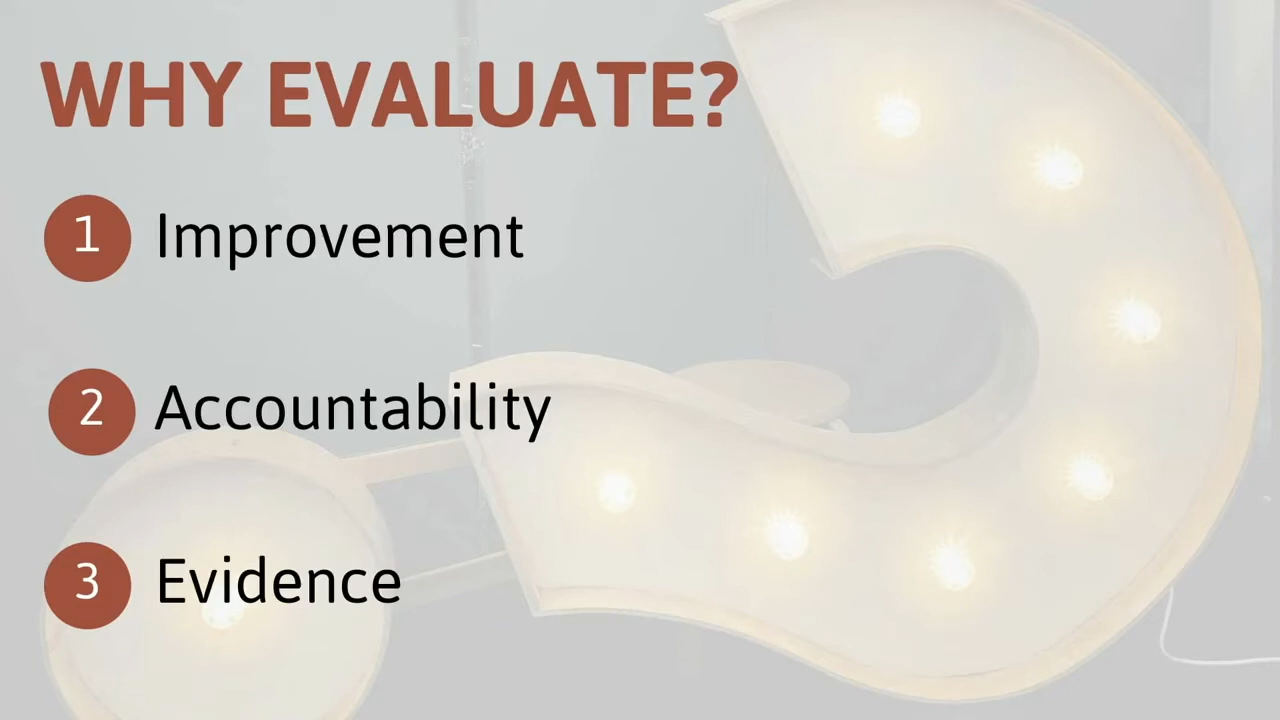 WHY EVALUATE?
1 Improvement
2 Accountability
3 Evidence